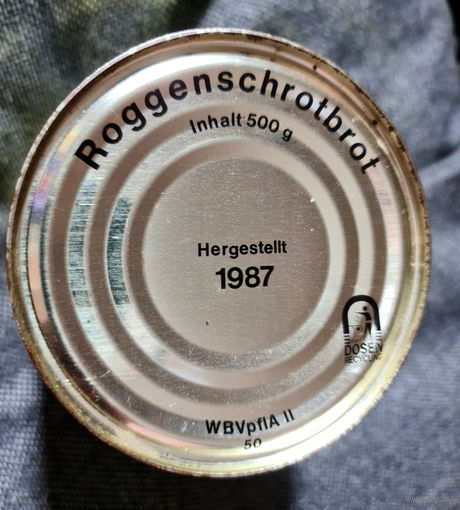 Roggenschrotbrot
Inhalt 500 g
Hergestellt
1987
DOSEN
RECYCLING
WBVpflA II
50